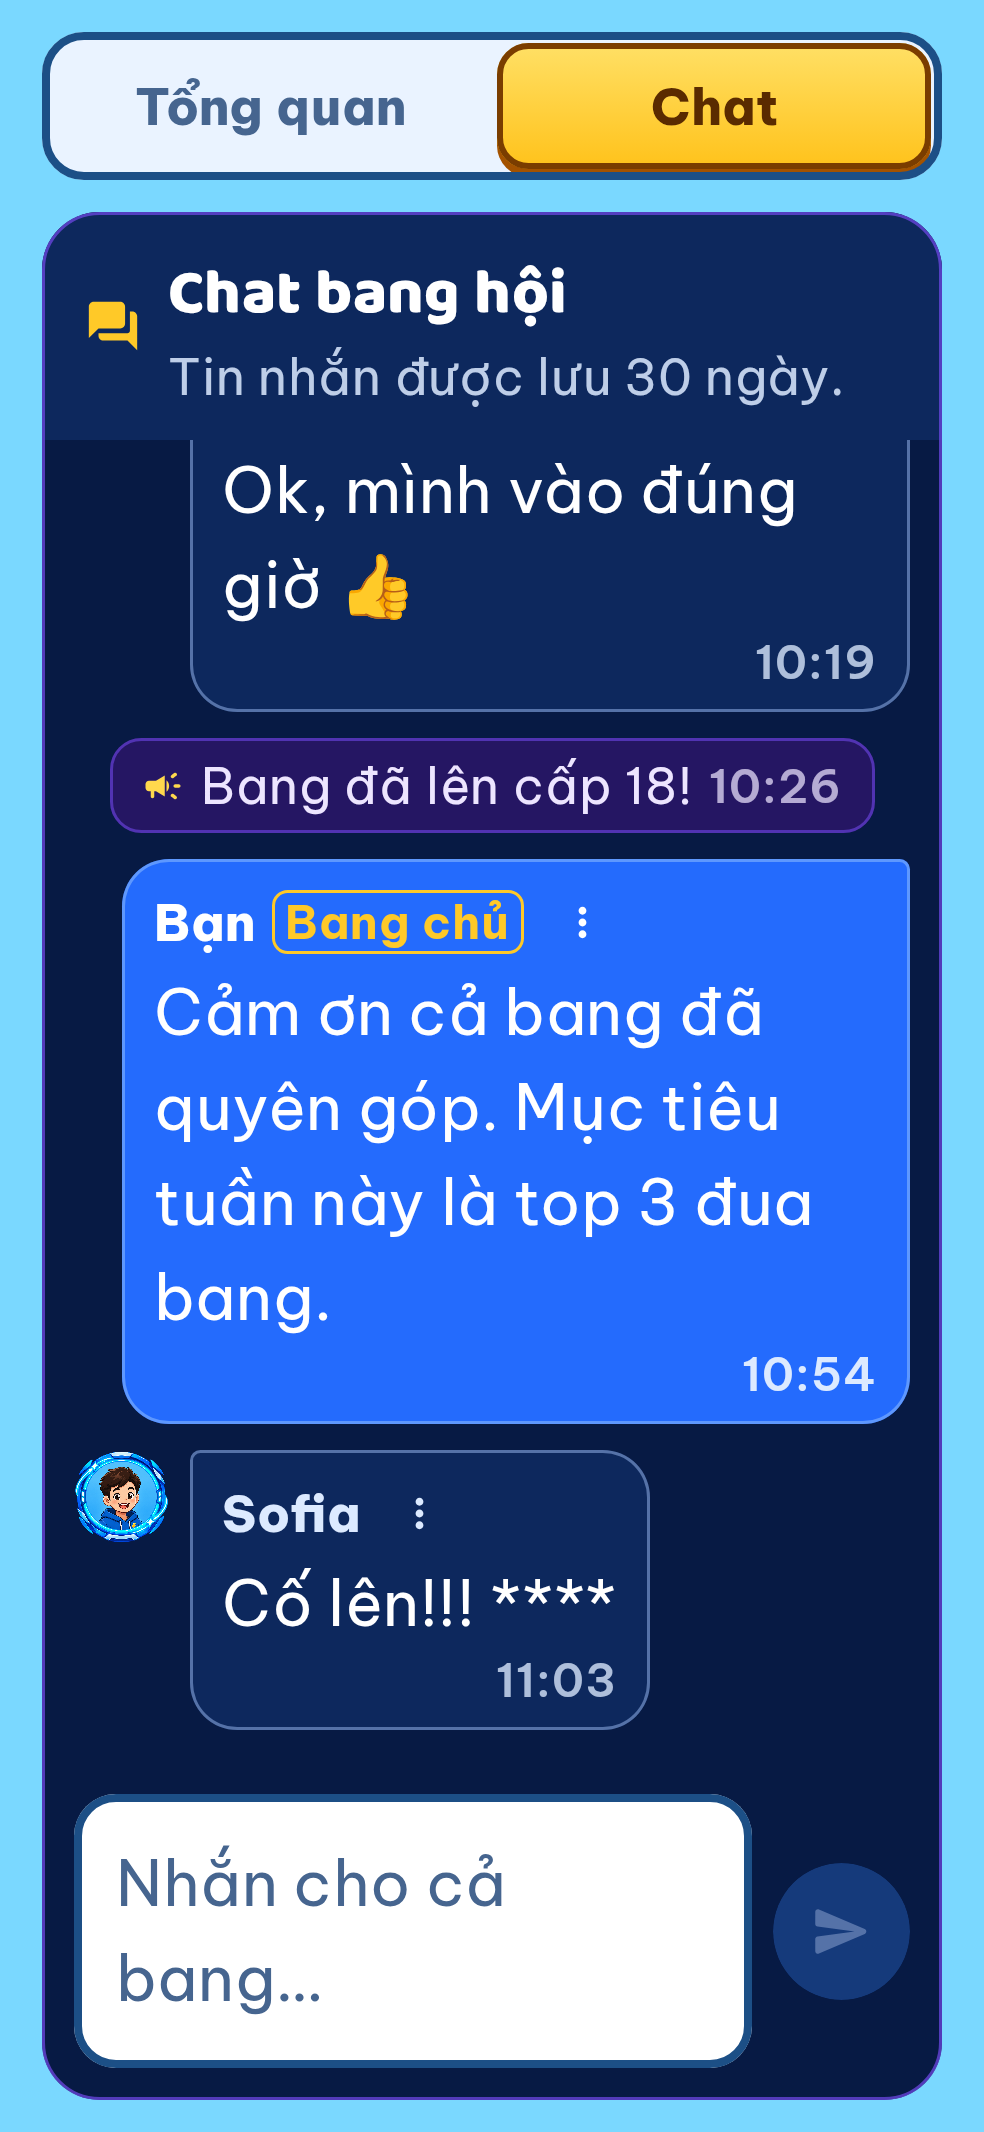 Tổng quan
Chat
Chat bang hội
Tin nhắn được lưu 30 ngày.
Ok, mình vào đúng
giờ 👍
10:19
Bang đã lên cấp 18! 10:26
Bạn Bang chủ
Cảm ơn cả bang đã
quyên góp. Mục tiêu
tuần này là top 3 đua
bang.
10:54
Sofia
Cố lên!!! ****
11:03
Nhắn cho cả
bang...